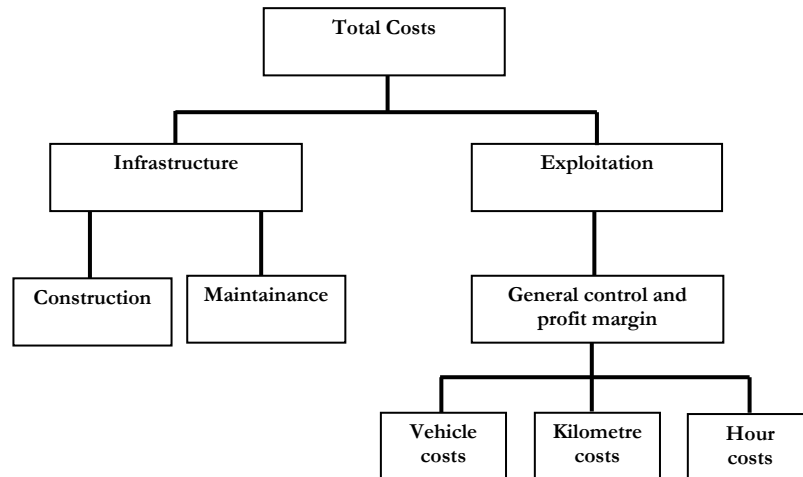 Total Costs
Infrastructure
Exploitation
Construction
Maintainance
General control and
profit margin
Vehicle
costs
Kilometre
costs
Hour
costs